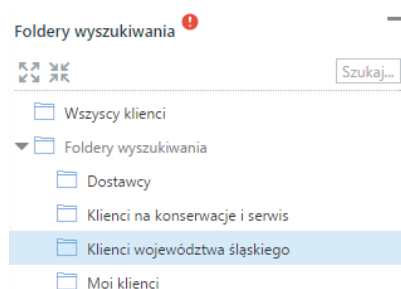 Foldery wyszukiwania
Szukaj...
Wszyscy klienci
Foldery wyszukiwania
Dostawcy
Klienci na konserwacje i serwis
Klienci województwa śląskiego
Moi klienci